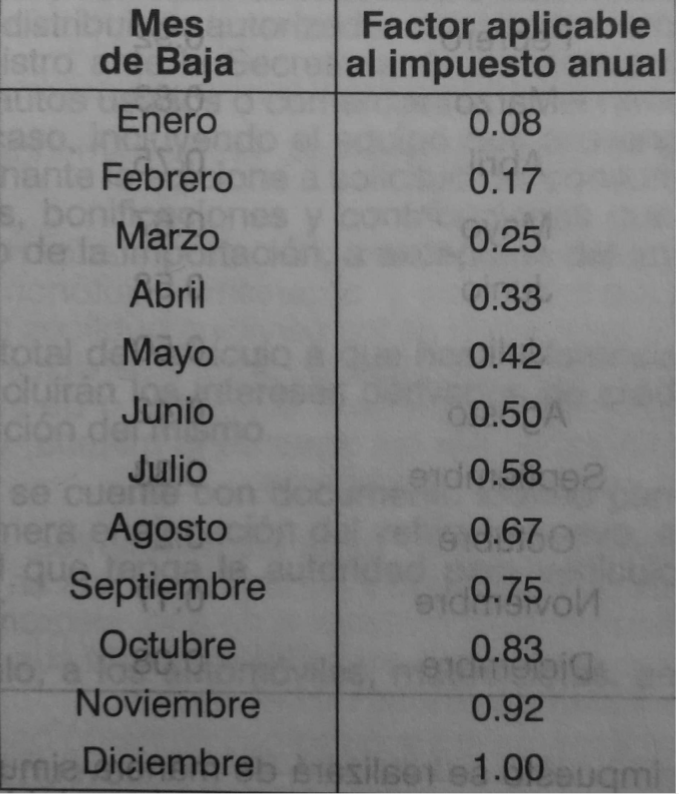 Mes de Baja Factor aplicable al impuesto anual
Enero 0.08
Febrero 0.17
Marzo 0.25
Abril 0.33
Mayo 0.42
Junio 0.50
Julio 0.58
Agosto 0.67
Septiembre 0.75
Octubre 0.83
Noviembre 0.92
Diciembre 1.00